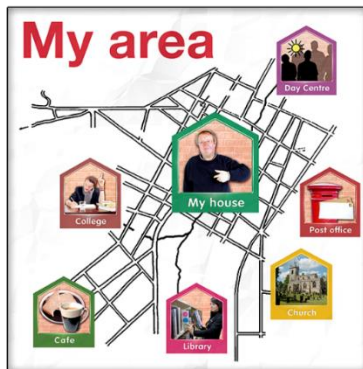 My area
Day Centre
My house
College
Post office
Church
Cafe
Library